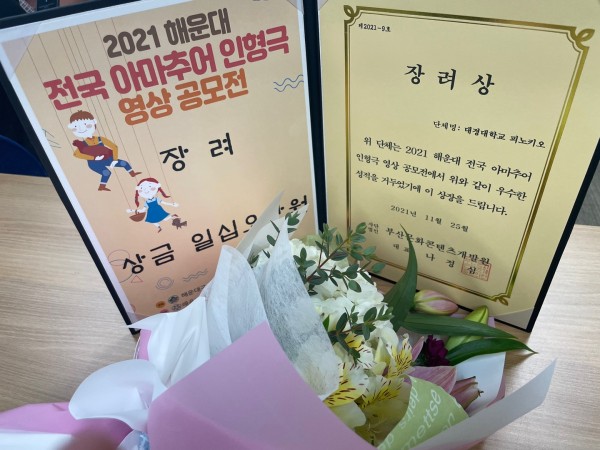 2021 해운대
전국 아마추어 인형극
영상 공모전
장 려
상금 일십오
해운대
제2021-9호
장 려 상
단체명: 대경대학교 피노키오
위 단체는 2021 해운대 전국 아마추어
인형극 영상 공모전에서 위와 같이 우수한
성적을 거두었기에 이 상장을 드립니다.
2021년 11월 25일
부산문화콘텐츠개발원